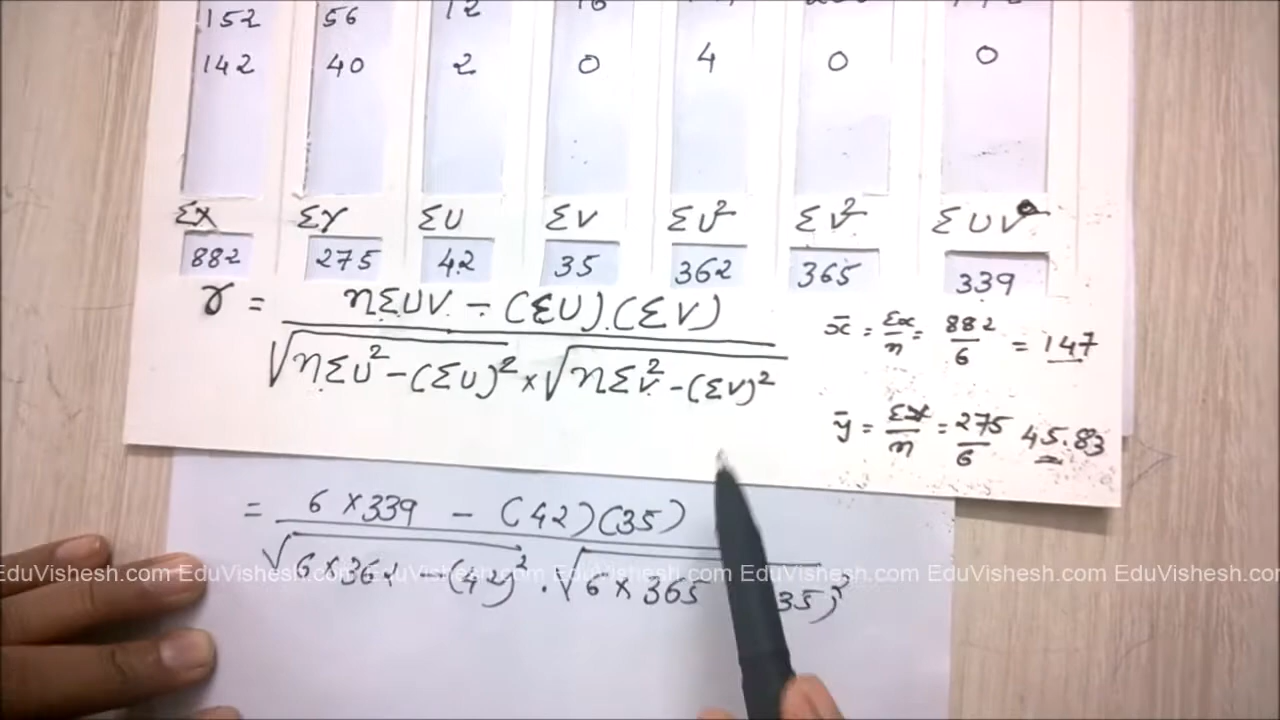 152 56 12 16
142 40 2 0 4 0 0
Σx Σy ΣU ΣV ΣU² ΣV² ΣUV
882 275 42 35 362 365 339
r = nΣUV - (ΣU).(ΣV)
√nΣU² - (ΣU)² × √nΣV² - (ΣV)²
x̄ = Σx/n = 882/6 = 147
ȳ = Σy/n = 275/6 45.83
= 6 × 339 - (42)(35)
√6 × 362 - (42)² · √6 × 365 35)²
EduVishesh.com EduVishesh.com EduVishesh.com EduVishesh.com EduVishesh.com EduVishesh.com EduVishesh.com